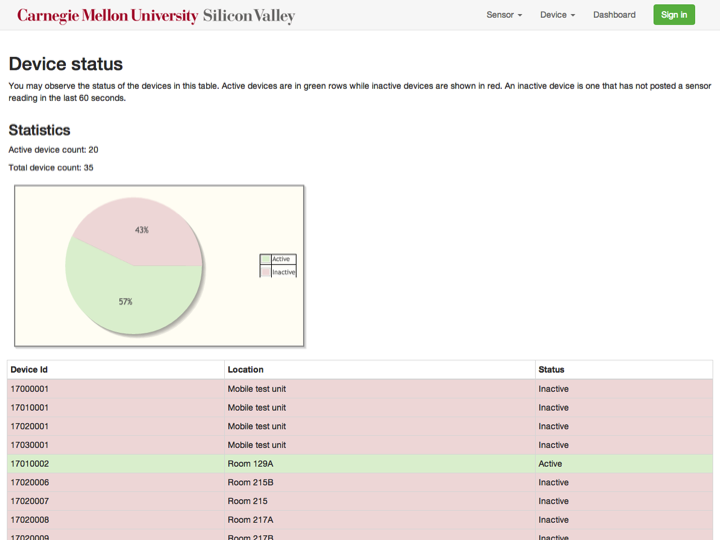 Carnegie Mellon University Silicon Valley
Sensor Device Dashboard Sign in
Device status
You may observe the status of the devices in this table. Active devices are in green rows while inactive devices are shown in red. An inactive device is one that has not posted a sensor
reading in the last 60 seconds.
Statistics
Active device count: 20
Total device count: 35
43%
57%
Active
Inactive
Device Id Location Status
17000001 Mobile test unit Inactive
17010001 Mobile test unit Inactive
17020001 Mobile test unit Inactive
17030001 Mobile test unit Inactive
17010002 Room 129A Active
17020006 Room 215B Inactive
17020007 Room 215 Inactive
17020008 Room 217A Inactive
17020009 Room 217B Inactive